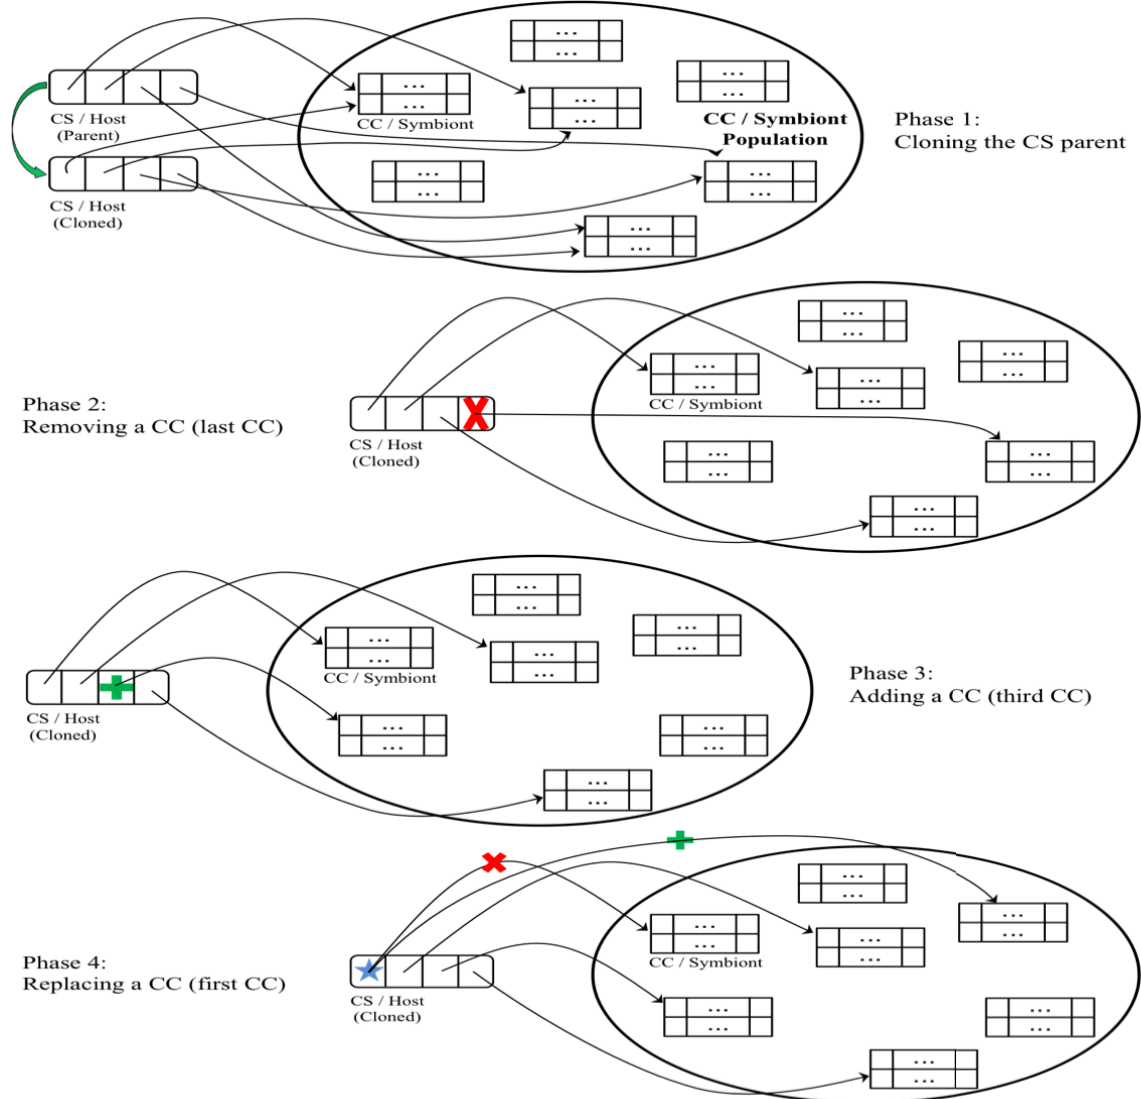 ...
...
...
...
CS / Host
(Parent)
...
...
CC / Symbiont
...
...
CC / Symbiont
Population
Phase 1:
Cloning the CS parent
CS / Host
(Cloned)
...
...
...
...
...
...
...
...
...
...
...
...
CC / Symbiont
...
...
Phase 2:
Removing a CC (last CC)
CS / Host
(Cloned)
...
...
...
...
...
...
...
...
...
...
...
...
CC / Symbiont
...
...
Phase 3:
Adding a CC (third CC)
CS / Host
(Cloned)
...
...
...
...
...
...
...
...
...
...
...
...
CC / Symbiont
...
...
Phase 4:
Replacing a CC (first CC)
CS / Host
(Cloned)
...
...
...
...
...
...